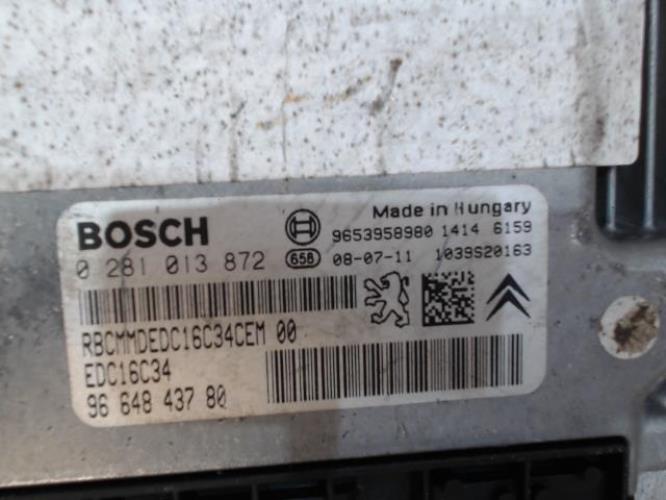 BOSCH
Made in Hungary
9653958980 1414 6159
0 281 013 872 658 08-07-11 1039S20163
RBCMMDEDC16C34CEM 00
EDC16C34
96 648 437 80